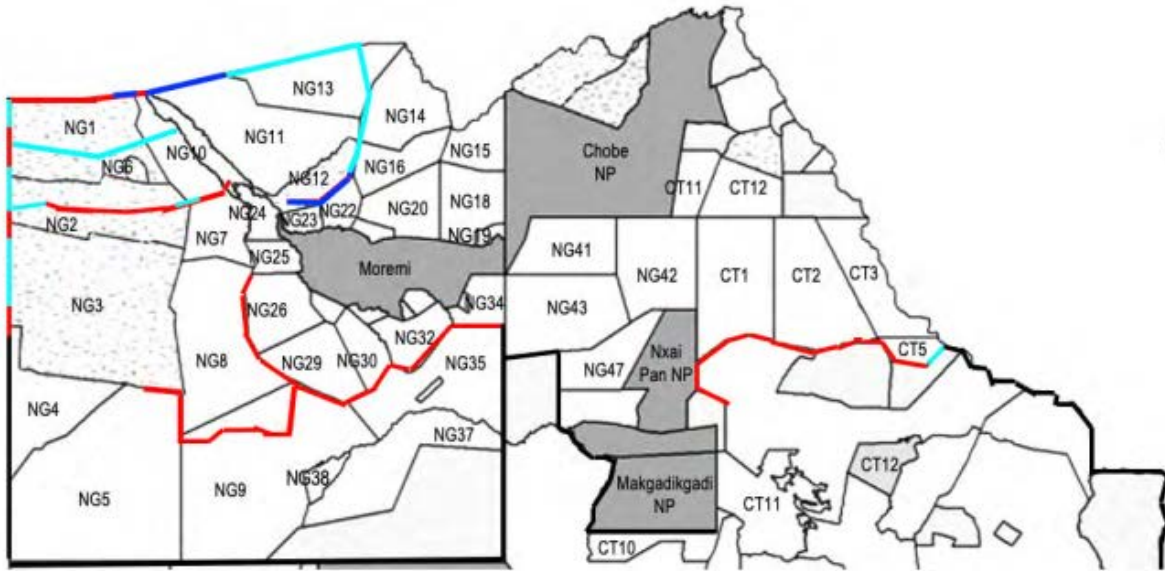 NG13
NG1
NG14
NG11
NG10
NG15
NG6
NG16
Chobe
NP
NG12
CT11
CT12
NG2
NG24
NG23
NG22
NG20
NG18
NG7
NG19
NG25
NG41
Moremi
NG42
CT1
CT2
CT3
NG3
NG26
NG34
NG43
NG32
NG8
NG29
NG30
NG35
NG47
Nxai
Pan NP
CT5
NG4
NG37
NG5
NG9
NG38
Makgadikgadi
NP
CT12
CT11
CT10